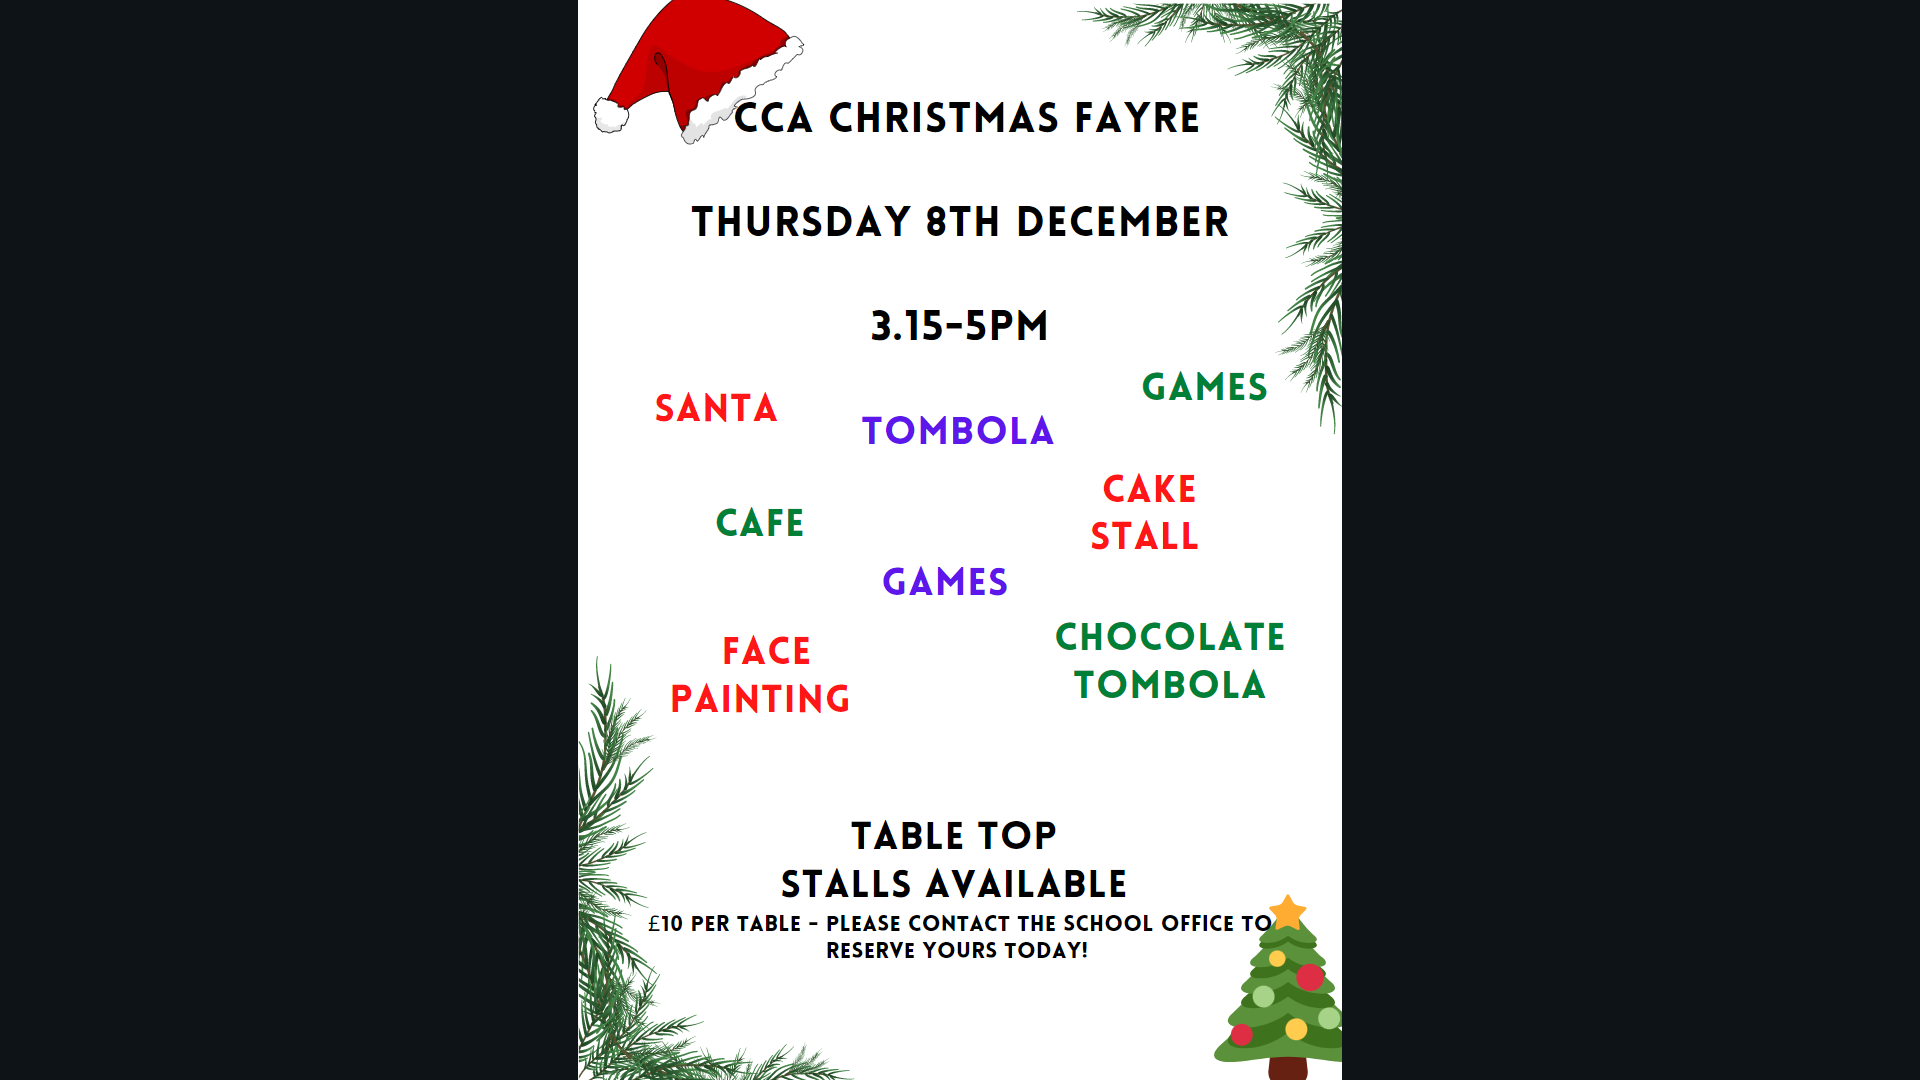 CCA CHRISTMAS FAYRE
THURSDAY 8TH DECEMBER
3.15-5PM
GAMES
SANTA
TOMBOLA
CAKE
STALL
CAFE
GAMES
CHOCOLATE
TOMBOLA
FACE
PAINTING
TABLE TOP
STALLS AVAILABLE
£10 PER TABLE - PLEASE CONTACT THE SCHOOL OFFICE TO
RESERVE YOURS TODAY!